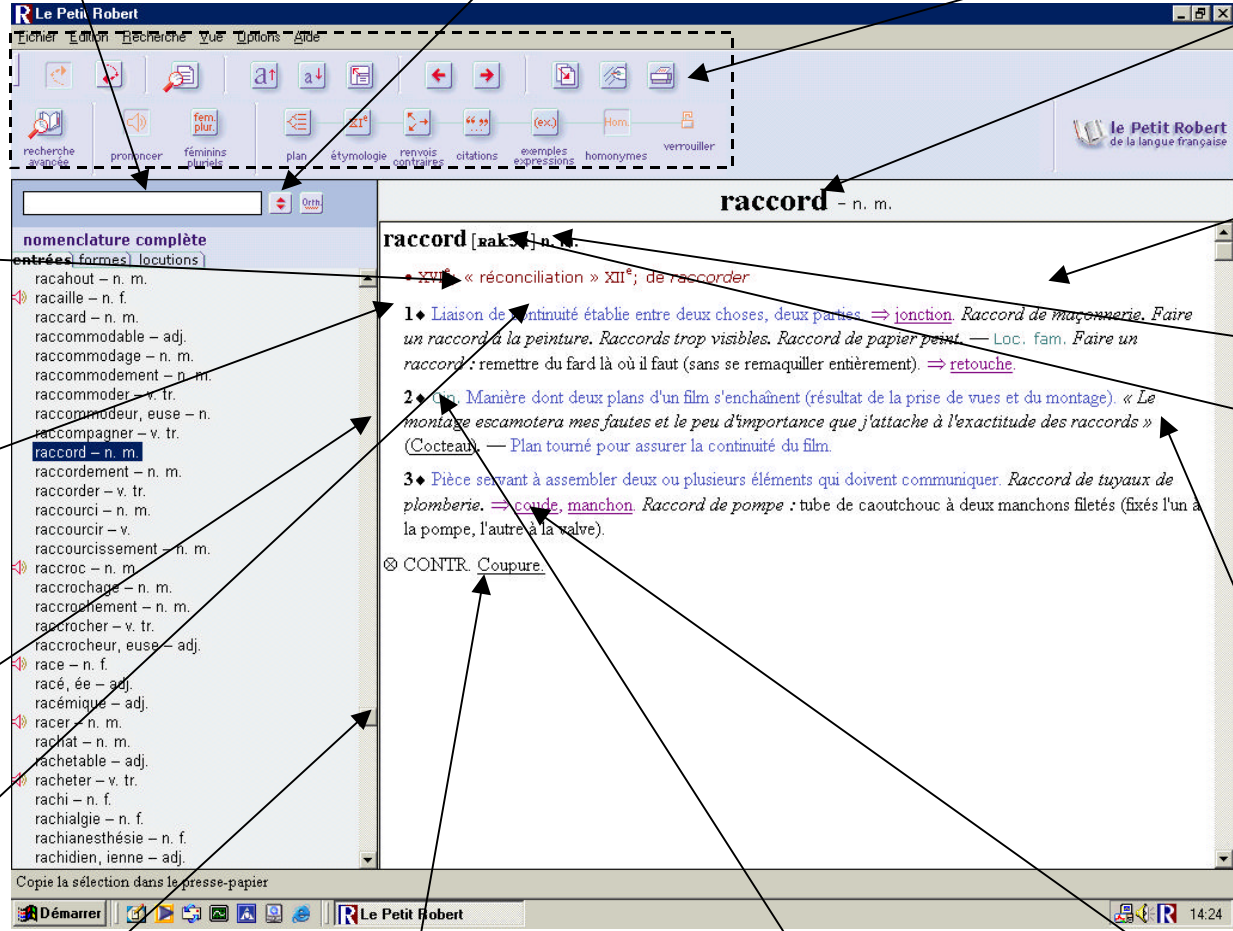 Le Petit Robert
Fichier Edition Recherche Vue Options Aide
a a
fem. plur.
XIe
(ex.)
Hom.
recherche avancée
prononcer
féminins pluriels
plan
étymologie
renvois contraires
citations
exemples expressions
homonymes
verrouiller
le Petit Robert
de la langue française
Orth.
raccord – n. m.
nomenclature complète
entrées formes locutions
racahout – n. m.
racaille – n. f.
raccard – n. m.
raccommodable – adj.
raccommodage – n. m.
raccommodement – n. m.
raccommoder – v. tr.
raccommodeur, euse – n.
raccompagner – v. tr.
raccord – n. m.
raccordement – n. m.
raccorder – v. tr.
raccourci – n. m.
raccourcir – v.
raccourcissement – n. m.
raccroc – n. m.
raccrochage – n. m.
raccrochement – n. m.
raccrocher – v. tr.
raccrocheur, euse – adj.
race – n. f.
racé, ée – adj.
racémique – adj.
racer – n. m.
rachat – n. m.
rachetable – adj.
racheter – v. tr.
rachi – n. f.
rachialgie – n. f.
rachianesthésie – n. f.
rachidien, ienne – adj.
raccord n. m.
• XVIe; « réconciliation » XIIe; de raccorder
1♦ Liaison de continuité établie entre deux choses, deux parties. ⇒ jonction. Raccord de maçonnerie. Faire
un raccord à la peinture. Raccords trop visibles. Raccord de papier peint. — Loc. fam. Faire un
raccord : remettre du fard là où il faut (sans se remaquiller entièrement). ⇒ retouche.
2♦ Cin. Manière dont deux plans d'un film s'enchaînent (résultat de la prise de vues et du montage). « Le
montage escamotera mes fautes et le peu d'importance que j'attache à l'exactitude des raccords »
(Cocteau). — Plan tourné pour assurer la continuité du film.
3♦ Pièce servant à assembler deux ou plusieurs éléments qui doivent communiquer. Raccord de tuyaux de
plomberie. ⇒ coude, manchon. Raccord de pompe : tube de caoutchouc à deux manchons filetés (fixés l'un à
la pompe, l'autre à la valve).
⊗ CONTR. Coupure.
Copie la sélection dans le presse-papier
Démarrer
Le Petit Robert
14:24